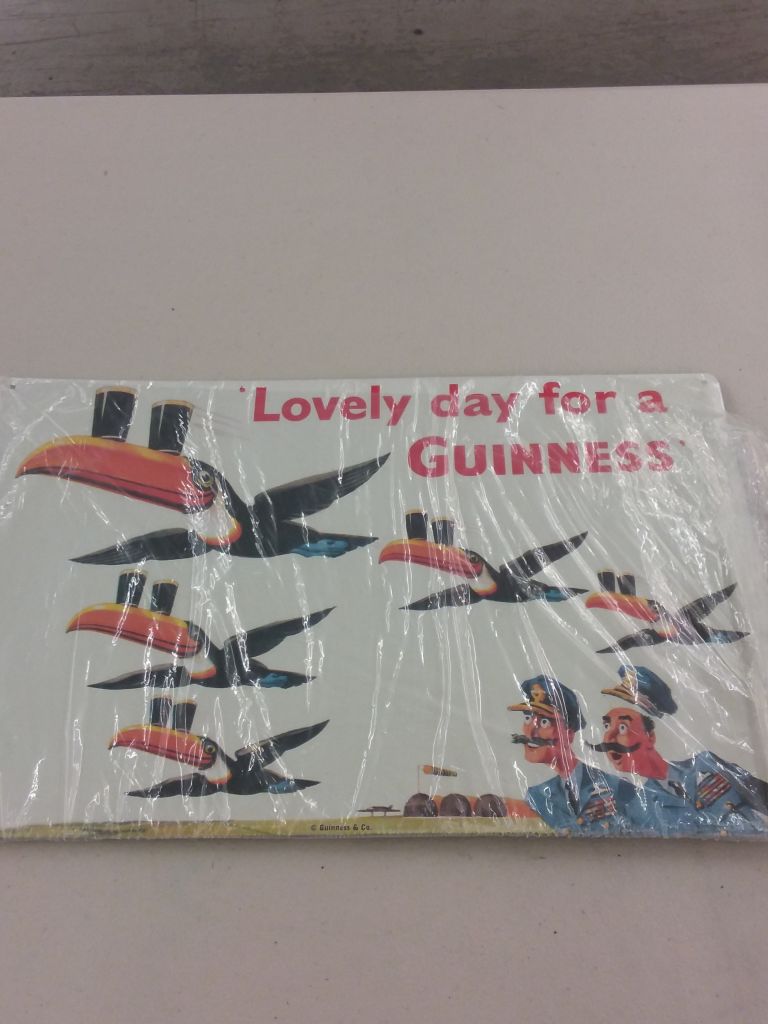 'Lovely day for a
GUINNESS'
© Guinness & Co.